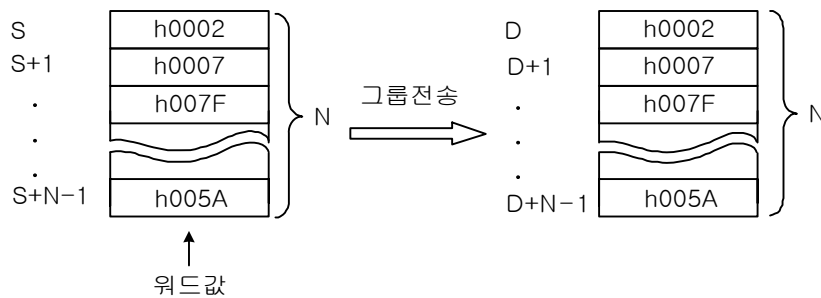 S
h0002
S+1
h0007
.
h007F
.
.
S+N-1
h005A
N
워드값
그룹전송
D
h0002
D+1
h0007
.
h007F
.
.
D+N-1
h005A
N